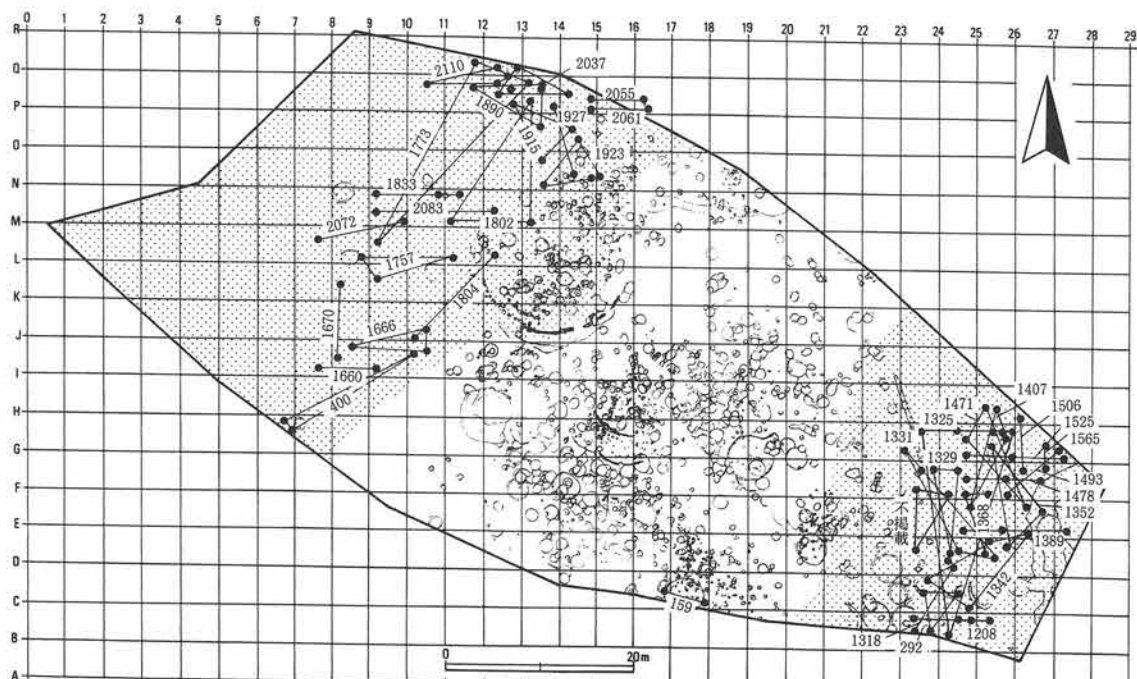 0 1 2 3 4 5 6 7 8 9 10 11 12 13 14 15 16 17 18 19 20 21 22 23 24 25 26 27 28 29
R
Q
P
O
N
M
L
K
J
I
H
G
F
E
D
C
B
A
2110
2037
2055
1890
1927
2061
1773
1915
1923
1833
2083
2072
1802
1757
1804
1670
1666
1660
400
1407
1471
1506
1325
1525
1331
1565
1329
1493
1478
1368
1352
不掲載
1389
1342
159
1318
292
1208
0 20m